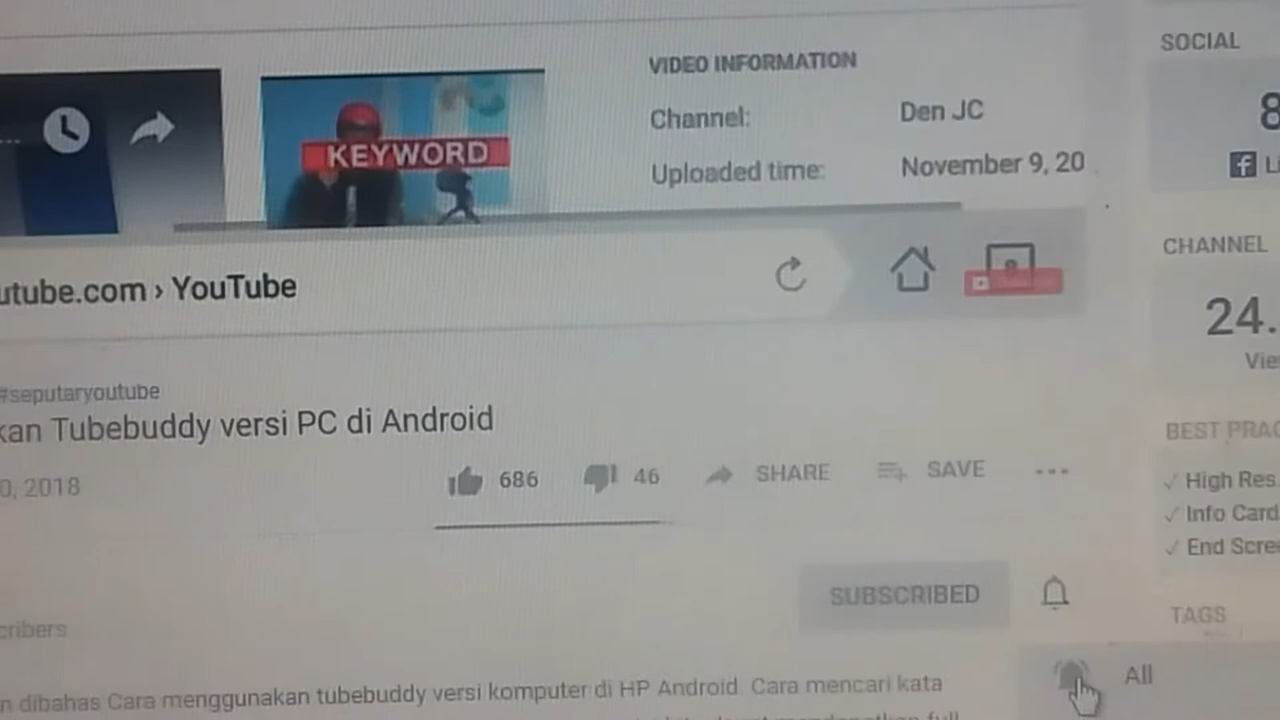 VIDEO INFORMATION
Channel: Den JC
Uploaded time: November 9, 20
KEYWORD
utube.com › YouTube
#seputaryoutube
kan Tubebuddy versi PC di Android
0, 2018
686 46 SHARE SAVE ...
SUBSCRIBED
cribers
n dibahas Cara menggunakan tubebuddy versi komputer di HP Android. Cara mencari kata
All
SOCIAL
8
Li
CHANNEL
24.
Vie
BEST PRAC
✓ High Res
✓ Info Card
✓ End Scre
TAGS